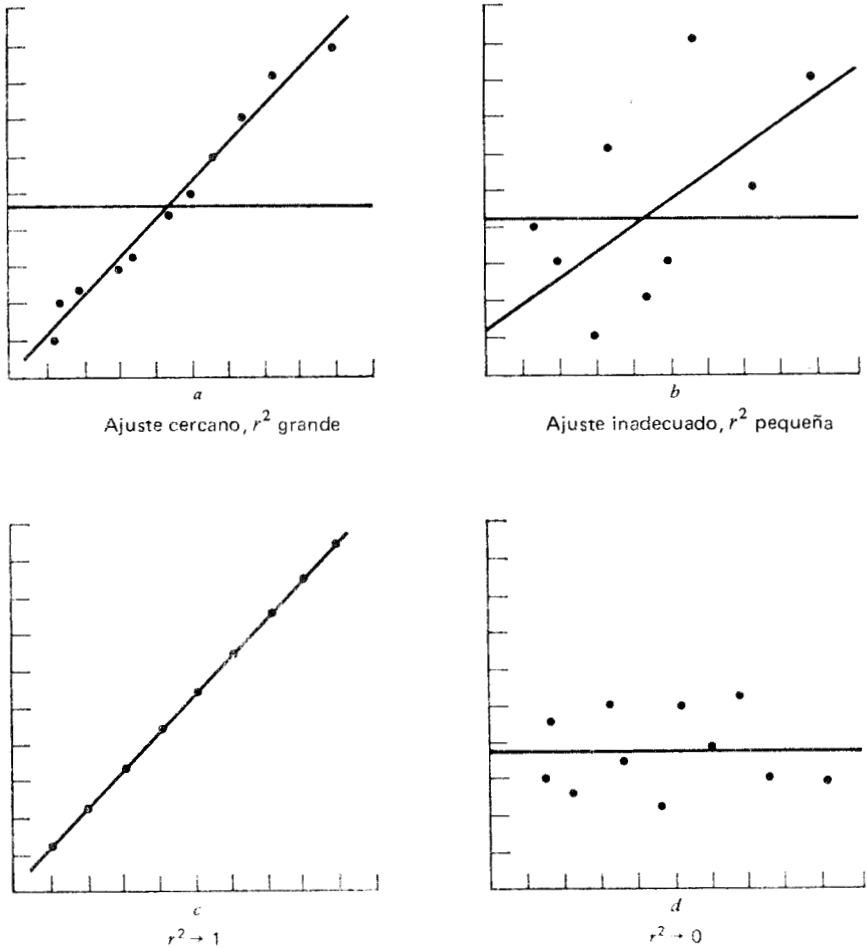 a
Ajuste cercano, r² grande
b
Ajuste inadecuado, r² pequeña
c
r² → 1
d
r² → 0